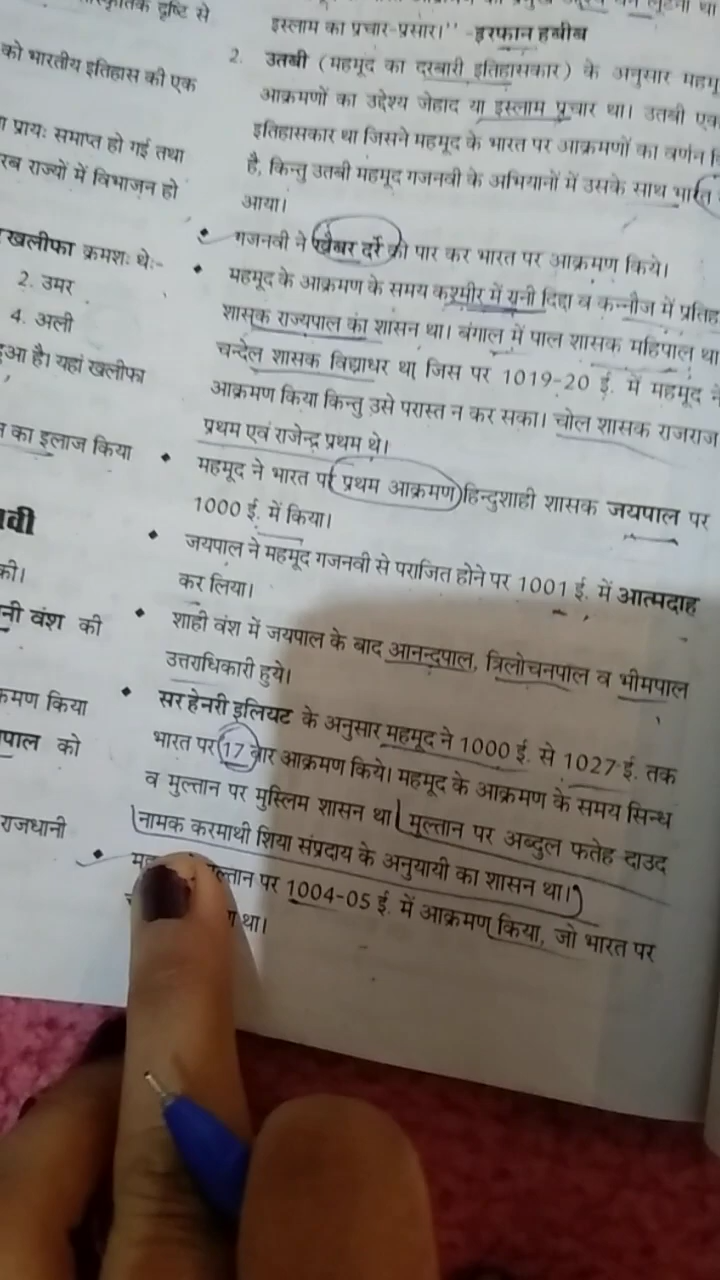 स्कृतिक दृष्टि से
को भारतीय इतिहास की एक
प्रायः समाप्त हो गई तथा
रब राज्यों में विभाजन हो
खलीफा क्रमशः थे:-
2. उमर
4. अली
हुआ है। यहां खलीफा
का इलाज किया
की।
नी वंश की
क्रमण किया
पाल को
राजधानी
इस्लाम का प्रचार-प्रसार।'' -इरफान हबीब
2. उतबी (महमूद का दरबारी इतिहासकार) के अनुसार महमू
आक्रमणों का उद्देश्य जेहाद या इस्लाम प्रचार था। उतबी एक
इतिहासकार था जिसने महमूद के भारत पर आक्रमणों का वर्णन
है, किन्तु उतबी महमूद गजनवी के अभियानों में उसके साथ भारत
आया।
गजनवी ने खैबर दर्रे को पार कर भारत पर आक्रमण किये।
महमूद के आक्रमण के समय कश्मीर में रानी दिद्दा व कन्नौज में प्रतिह
शासक राज्यपाल का शासन था। बंगाल में पाल शासक महिपाल था
चन्देल शासक विद्याधर था, जिस पर 1019-20 ई. में महमूद ने
आक्रमण किया किन्तु उसे परास्त न कर सका। चोल शासक राजराज
प्रथम एवं राजेन्द्र प्रथम थे।
• महमूद ने भारत पर प्रथम आक्रमण हिन्दुशाही शासक जयपाल पर
1000 ई. में किया।
• जयपाल ने महमूद गजनवी से पराजित होने पर 1001 ई. में आत्मदाह
कर लिया।
• शाही वंश में जयपाल के बाद आनन्दपाल, त्रिलोचनपाल व भीमपाल
उत्तराधिकारी हुये।
• सर हेनरी इलियट के अनुसार महमूद ने 1000 ई. से 1027 ई. तक
भारत पर 17 बार आक्रमण किये। महमूद के आक्रमण के समय सिन्ध
व मुल्तान पर मुस्लिम शासन था। मुल्तान पर अब्दुल फतेह दाउद
नामक करमाथी शिया संप्रदाय के अनुयायी का शासन था।
पर 1004-05 ई. में आक्रमण किया, जो भारत पर
था।